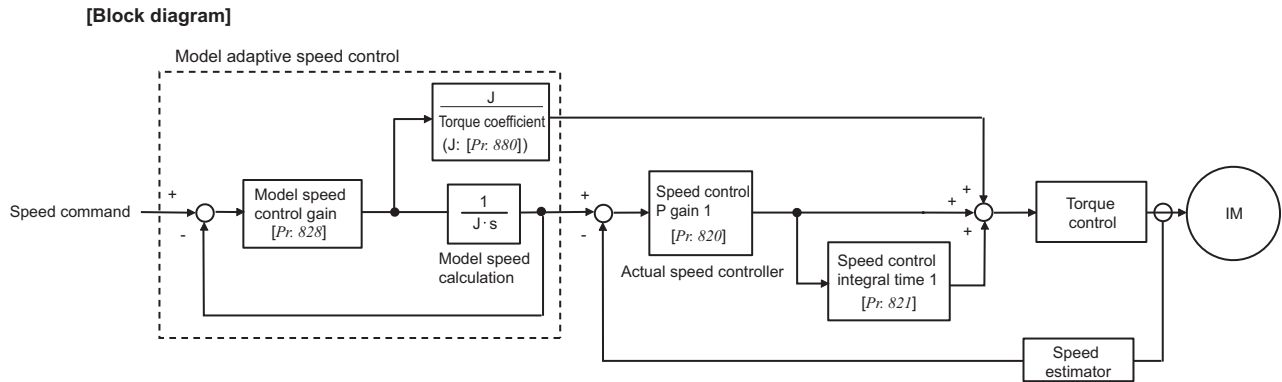 [Block diagram]
Model adaptive speed control
J
Torque coefficient
(J: [Pr. 880])
Speed command
+
-
Model speed
control gain
[Pr. 828]
1
J·s
Model speed
calculation
+
-
Speed control
P gain 1
[Pr. 820]
Actual speed controller
Speed control
integral time 1
[Pr. 821]
+
+
+
Torque
control
IM
Speed
estimator